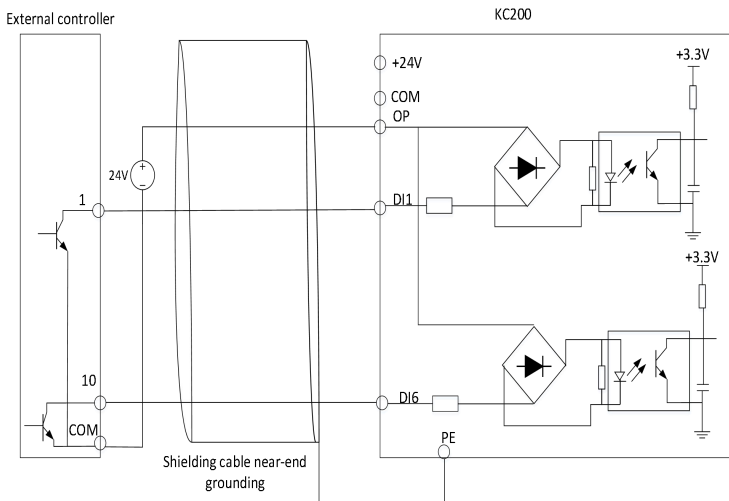 KC200
External controller
+24V
+3.3V
COM
OP
24V
+
−
1
DI1
+3.3V
10
DI6
COM
PE
Shielding cable near-end
grounding